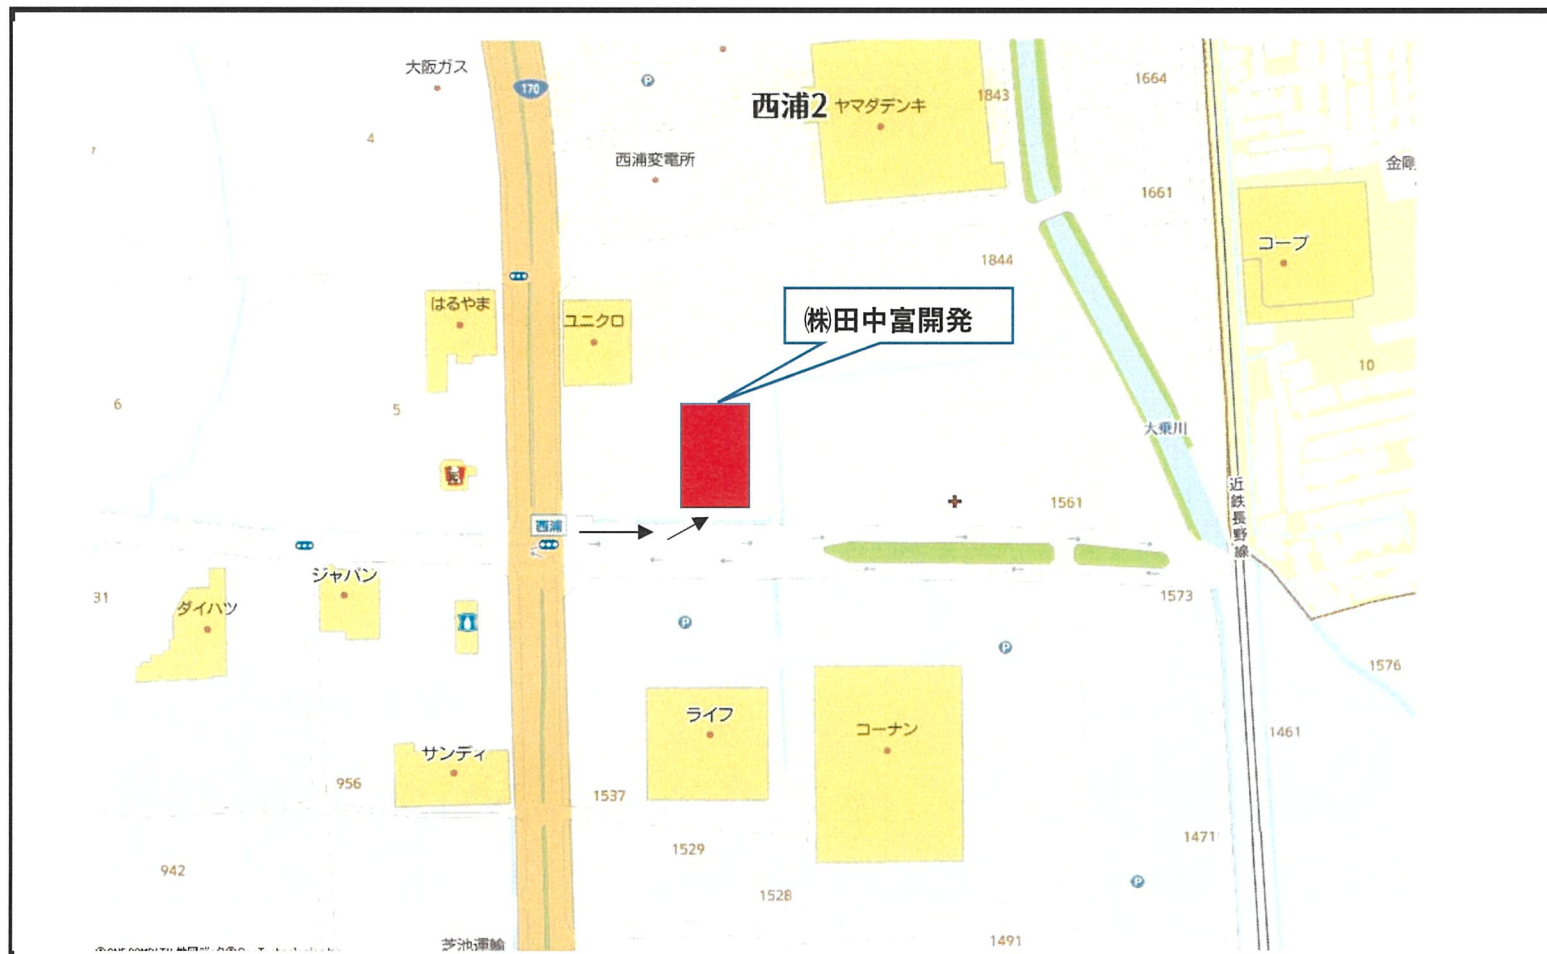 大阪ガス
170
P
西浦2
ヤマダデンキ
1843
1664
4
7
西浦変電所
金剛
1661
コープ
1844
はるやま
ユニクロ
㈱田中富開発
10
6
5
大乗川
近鉄長野線
1561
西浦
ジャパン
31
ダイハツ
1573
P
P
1576
ライフ
コーナン
1461
サンディ
956
1537
1471
1529
942
P
1528
1491
芝池運輸